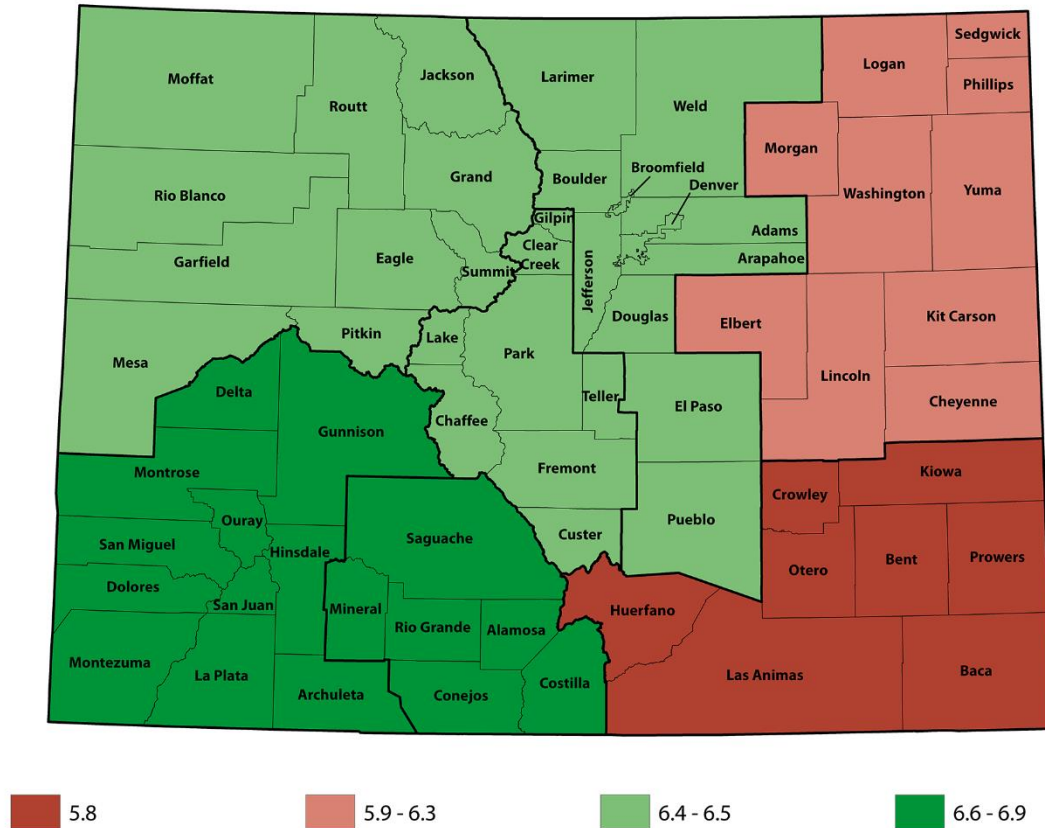 Sedgwick
Logan
Jackson
Larimer
Moffat
Phillips
Routt
Weld
Morgan
Broomfield
Grand
Boulder
Denver
Yuma
Rio Blanco
Washington
Gilpin
Adams
Clear
Creek
Eagle
Arapahoe
Garfield
Summit
Jefferson
Douglas
Elbert
Kit Carson
Pitkin
Lake
Park
Mesa
Lincoln
Delta
Teller
El Paso
Cheyenne
Chaffee
Gunnison
Fremont
Kiowa
Montrose
Crowley
Ouray
Pueblo
Custer
Saguache
San Miguel
Hinsdale
Bent
Prowers
Otero
Dolores
San Juan
Mineral
Huerfano
Rio Grande
Alamosa
Montezuma
La Plata
Las Animas
Baca
Costilla
Archuleta
Conejos
5.8
5.9 - 6.3
6.4 - 6.5
6.6 - 6.9